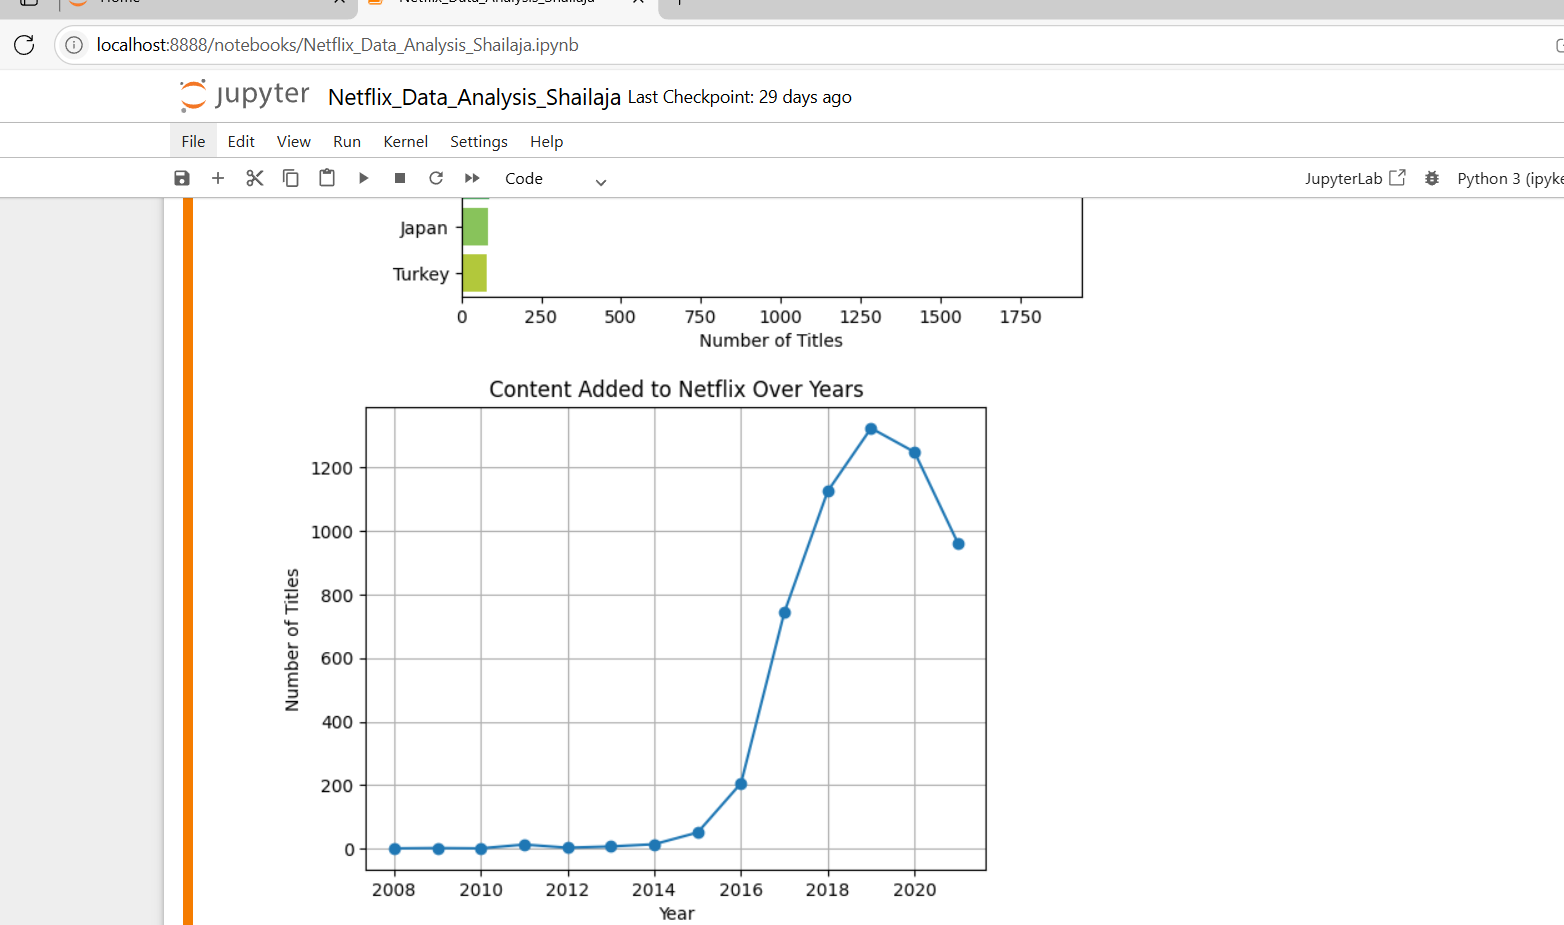 Home
Netflix_Data_Analysis_Shailaja
localhost:8888/notebooks/Netflix_Data_Analysis_Shailaja.ipynb
jupyter Netflix_Data_Analysis_Shailaja Last Checkpoint: 29 days ago
File Edit View Run Kernel Settings Help
Code JupyterLab Python 3 (ipyke
Japan
Turkey
0 250 500 750 1000 1250 1500 1750
Number of Titles
Content Added to Netflix Over Years
1200
1000
800
600
400
200
0
Number of Titles
2008 2010 2012 2014 2016 2018 2020
Year